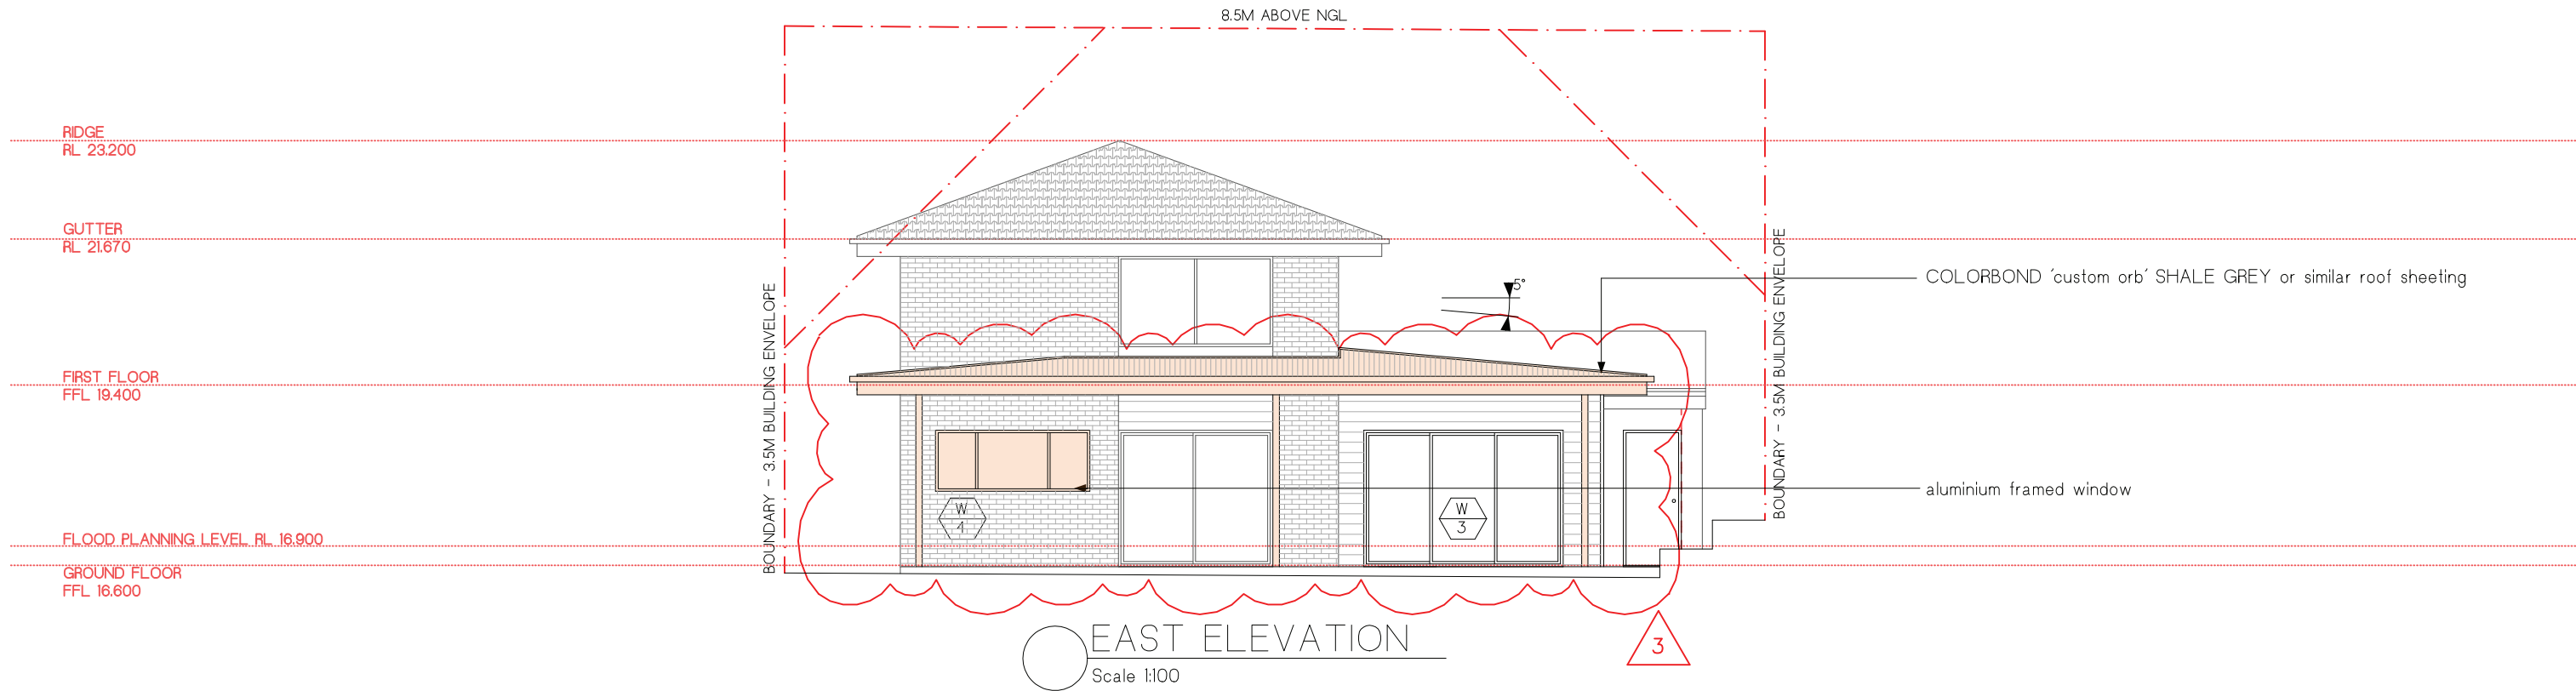 8.5M ABOVE NGL
RIDGE
RL 23.200
GUTTER
RL 21.670
FIRST FLOOR
FFL 19.400
FLOOD PLANNING LEVEL RL 16.900
GROUND FLOOR
FFL 16.600
BOUNDARY - 3.5M BUILDING ENVELOPE
5°
BOUNDARY - 3.5M BUILDING ENVELOPE
COLORBOND 'custom orb' SHALE GREY or similar roof sheeting
aluminium framed window
W
4
W
3
EAST ELEVATION
Scale 1:100
3